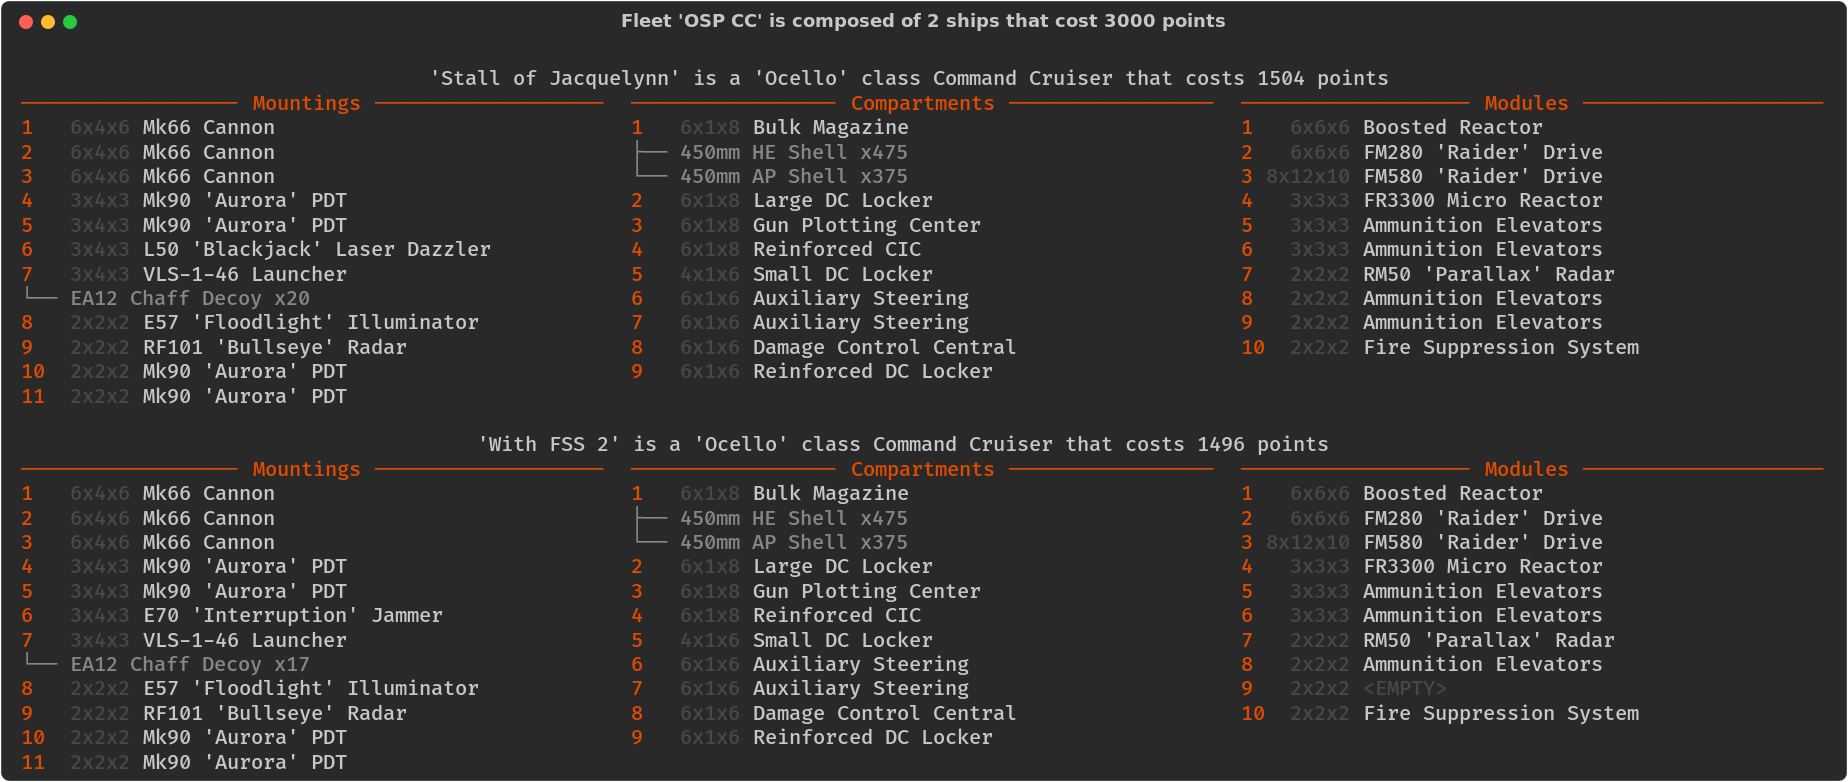 Fleet 'OSP CC' is composed of 2 ships that cost 3000 points
'Stall of Jacquelynn' is a 'Ocello' class Command Cruiser that costs 1504 points
Mountings Compartments Modules
1 6x4x6 Mk66 Cannon 1 6x1x8 Bulk Magazine 1 6x6x6 Boosted Reactor
2 6x4x6 Mk66 Cannon ├── 450mm HE Shell x475 2 6x6x6 FM280 'Raider' Drive
3 6x4x6 Mk66 Cannon └── 450mm AP Shell x375 3 8x12x10 FM580 'Raider' Drive
4 3x4x3 Mk90 'Aurora' PDT 2 6x1x8 Large DC Locker 4 3x3x3 FR3300 Micro Reactor
5 3x4x3 Mk90 'Aurora' PDT 3 6x1x8 Gun Plotting Center 5 3x3x3 Ammunition Elevators
6 3x4x3 L50 'Blackjack' Laser Dazzler 4 6x1x8 Reinforced CIC 6 3x3x3 Ammunition Elevators
7 3x4x3 VLS-1-46 Launcher 5 4x1x6 Small DC Locker 7 2x2x2 RM50 'Parallax' Radar
└── EA12 Chaff Decoy x20 6 6x1x6 Auxiliary Steering 8 2x2x2 Ammunition Elevators
8 2x2x2 E57 'Floodlight' Illuminator 7 6x1x6 Auxiliary Steering 9 2x2x2 Ammunition Elevators
9 2x2x2 RF101 'Bullseye' Radar 8 6x1x6 Damage Control Central 10 2x2x2 Fire Suppression System
10 2x2x2 Mk90 'Aurora' PDT 9 6x1x6 Reinforced DC Locker
11 2x2x2 Mk90 'Aurora' PDT
'With FSS 2' is a 'Ocello' class Command Cruiser that costs 1496 points
Mountings Compartments Modules
1 6x4x6 Mk66 Cannon 1 6x1x8 Bulk Magazine 1 6x6x6 Boosted Reactor
2 6x4x6 Mk66 Cannon ├── 450mm HE Shell x475 2 6x6x6 FM280 'Raider' Drive
3 6x4x6 Mk66 Cannon └── 450mm AP Shell x375 3 8x12x10 FM580 'Raider' Drive
4 3x4x3 Mk90 'Aurora' PDT 2 6x1x8 Large DC Locker 4 3x3x3 FR3300 Micro Reactor
5 3x4x3 Mk90 'Aurora' PDT 3 6x1x8 Gun Plotting Center 5 3x3x3 Ammunition Elevators
6 3x4x3 E70 'Interruption' Jammer 4 6x1x8 Reinforced CIC 6 3x3x3 Ammunition Elevators
7 3x4x3 VLS-1-46 Launcher 5 4x1x6 Small DC Locker 7 2x2x2 RM50 'Parallax' Radar
└── EA12 Chaff Decoy x17 6 6x1x6 Auxiliary Steering 8 2x2x2 Ammunition Elevators
8 2x2x2 E57 'Floodlight' Illuminator 7 6x1x6 Auxiliary Steering 9 2x2x2 <EMPTY>
9 2x2x2 RF101 'Bullseye' Radar 8 6x1x6 Damage Control Central 10 2x2x2 Fire Suppression System
10 2x2x2 Mk90 'Aurora' PDT 9 6x1x6 Reinforced DC Locker
11 2x2x2 Mk90 'Aurora' PDT